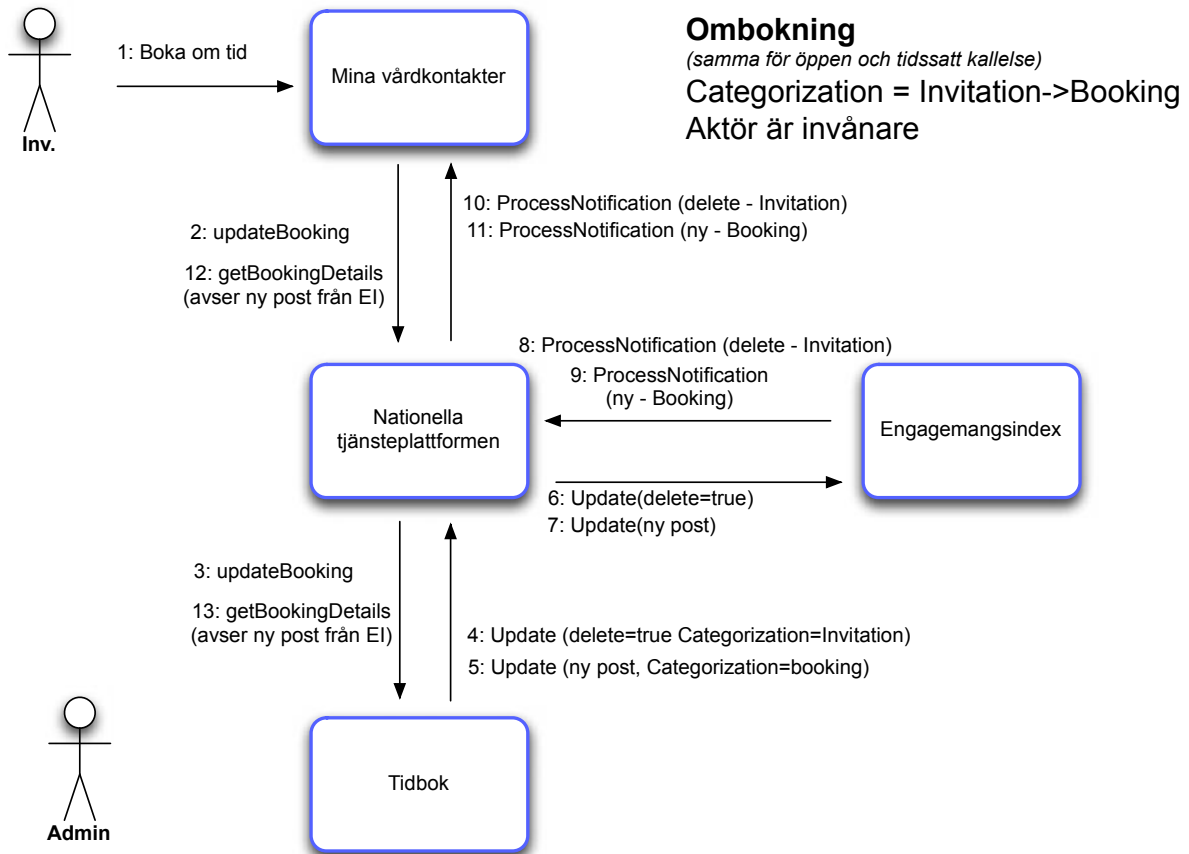 Ombokning
(samma för öppen och tidssatt kallelse)
Categorization = Invitation->Booking
Aktör är invånare
1: Boka om tid
Mina vårdkontakter
Inv.
10: ProcessNotification (delete - Invitation)
11: ProcessNotification (ny - Booking)
2: updateBooking
12: getBookingDetails
(avser ny post från EI)
8: ProcessNotification (delete - Invitation)
9: ProcessNotification
(ny - Booking)
Nationella
tjänsteplattformen
Engagemangsindex
6: Update(delete=true)
7: Update(ny post)
3: updateBooking
13: getBookingDetails
(avser ny post från EI)
4: Update (delete=true Categorization=Invitation)
5: Update (ny post, Categorization=booking)
Tidbok
Admin